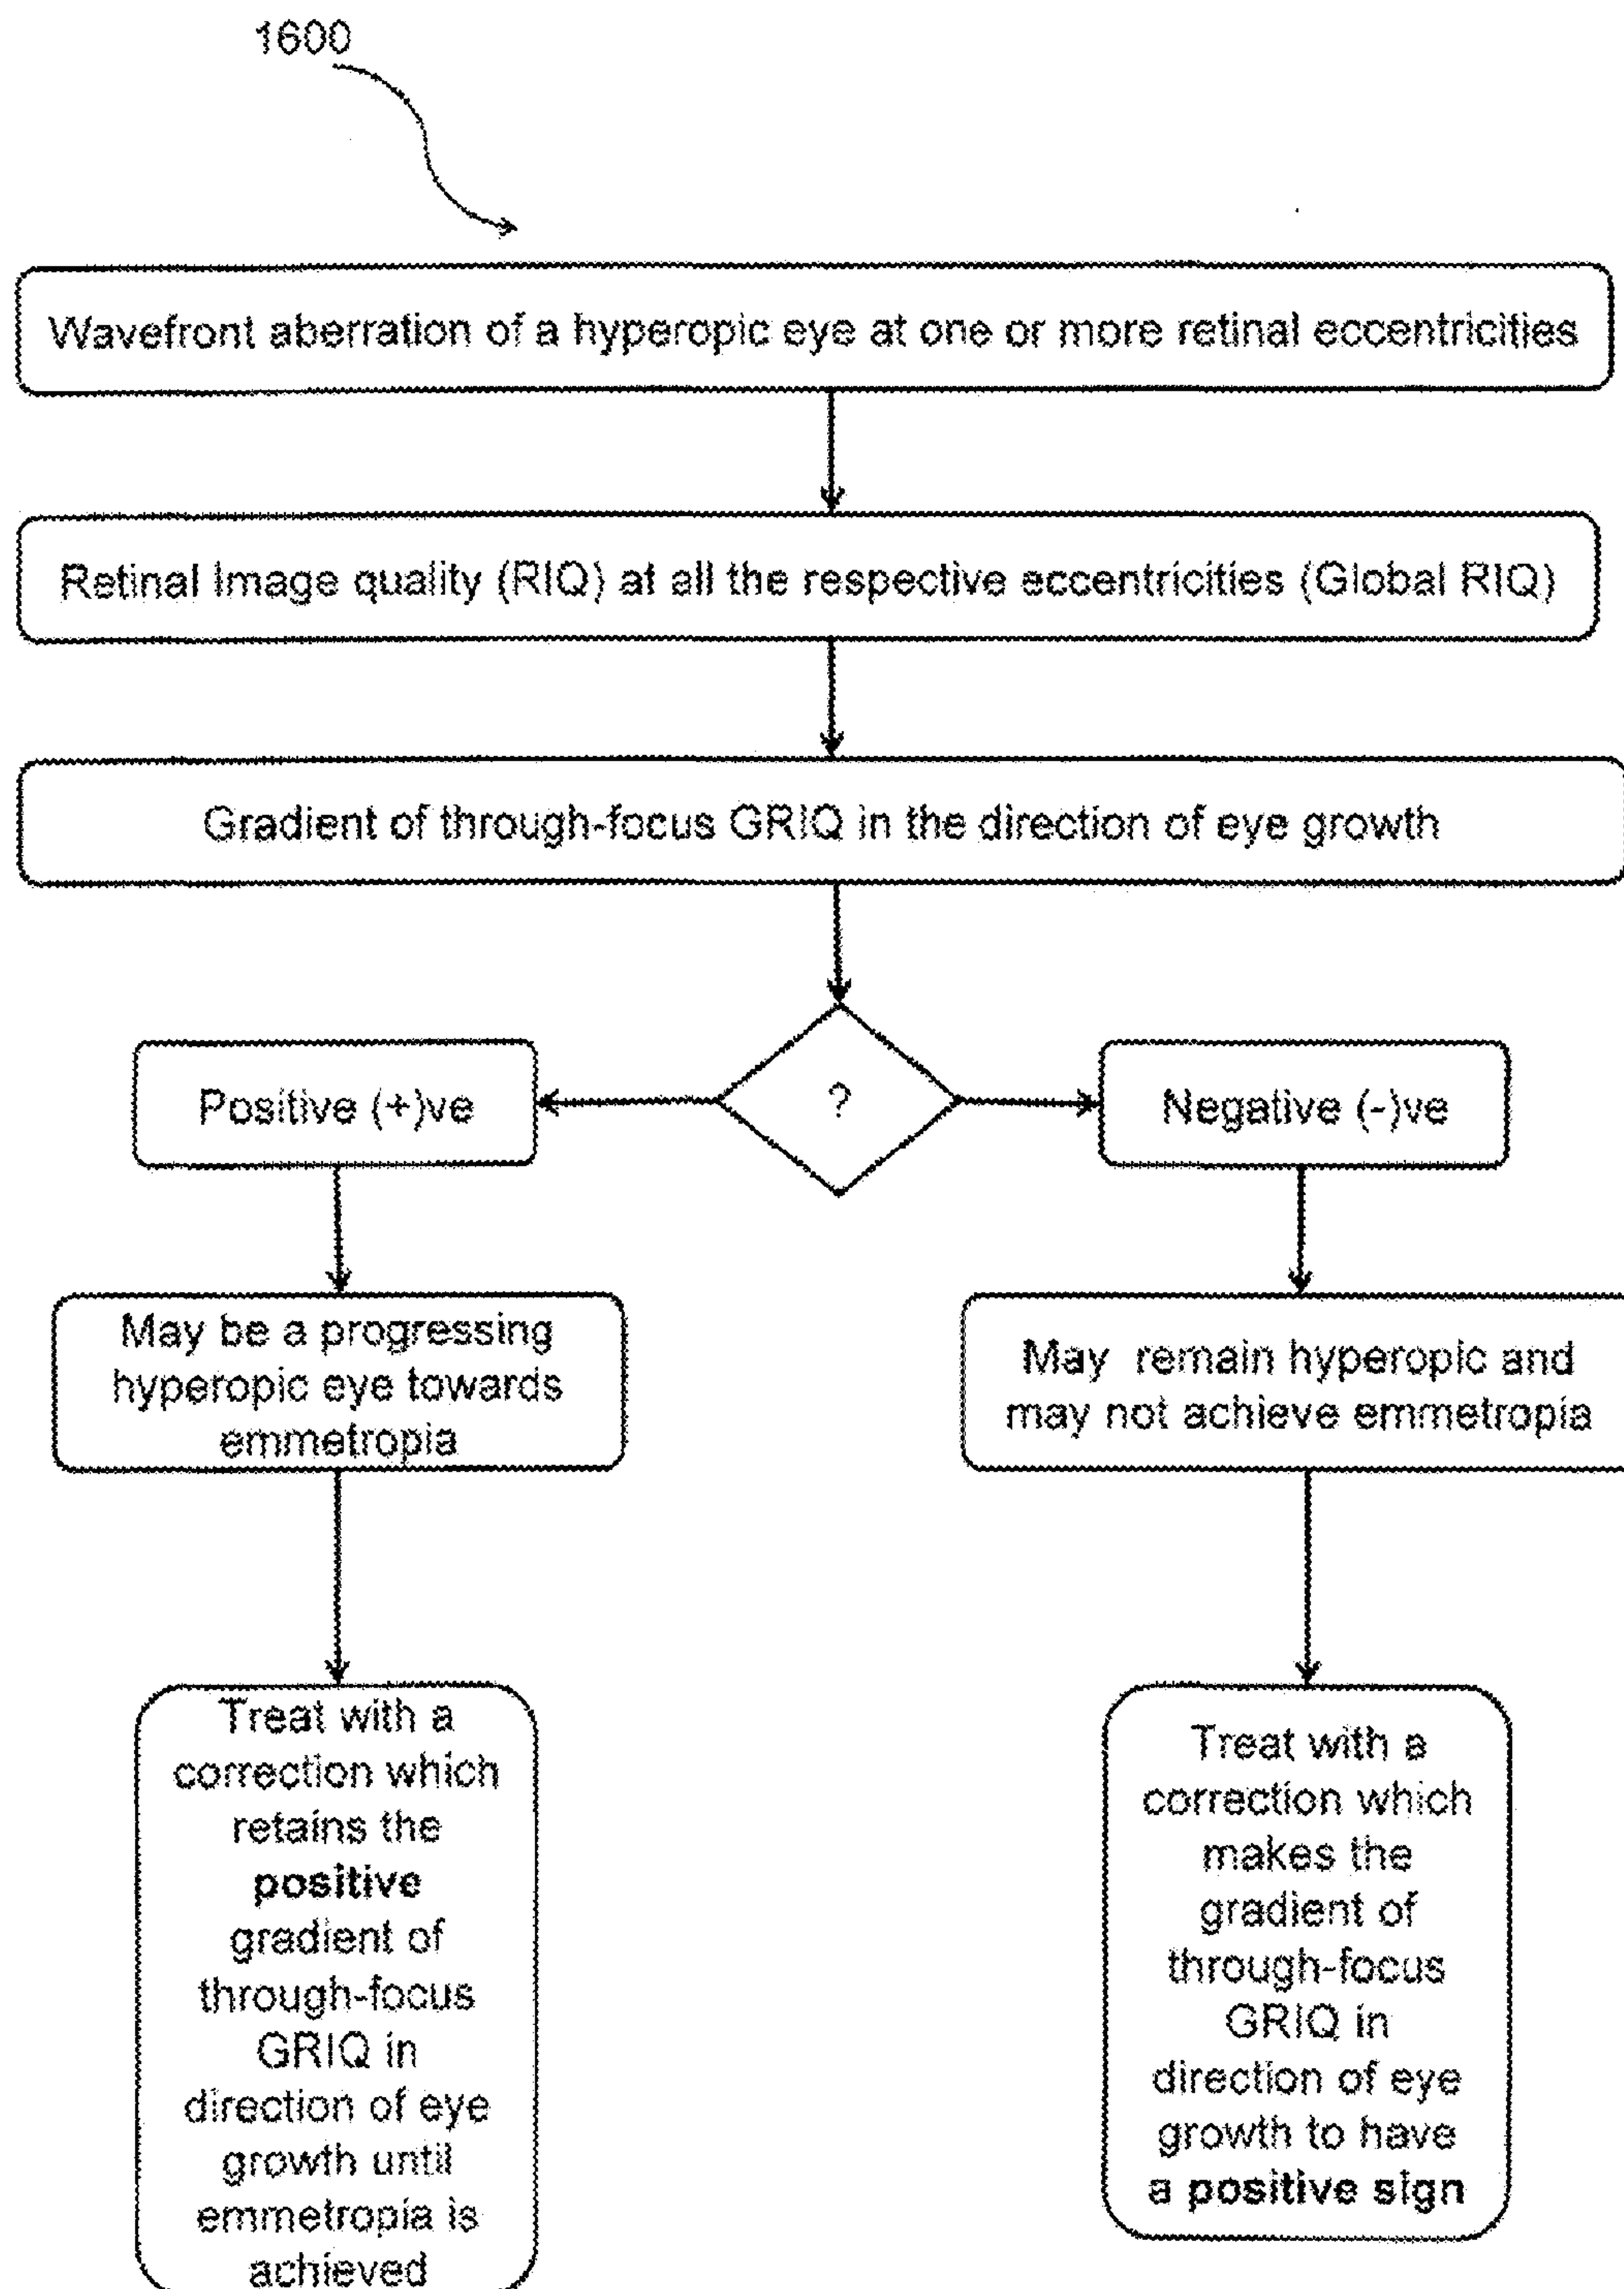 1600
Wavefront aberration of a hyperopic eye at one or more retinal eccentricities
Retinal Image quality (RIQ) at all the respective eccentricities (Global RIQ)
Gradient of through-focus GRIQ in the direction of eye growth
Positive (+)ve
?
Negative (-)ve
May be a progressing
hyperopic eye towards
emmetropia
May remain hyperopic and
may not achieve emmetropia
Treat with a
correction which
retains the
positive
gradient of
through-focus
GRIQ in
direction of eye
growth until
emmetropia is
achieved
Treat with a
correction which
makes the
gradient of
through-focus
GRIQ in
direction of eye
growth to have
a positive sign